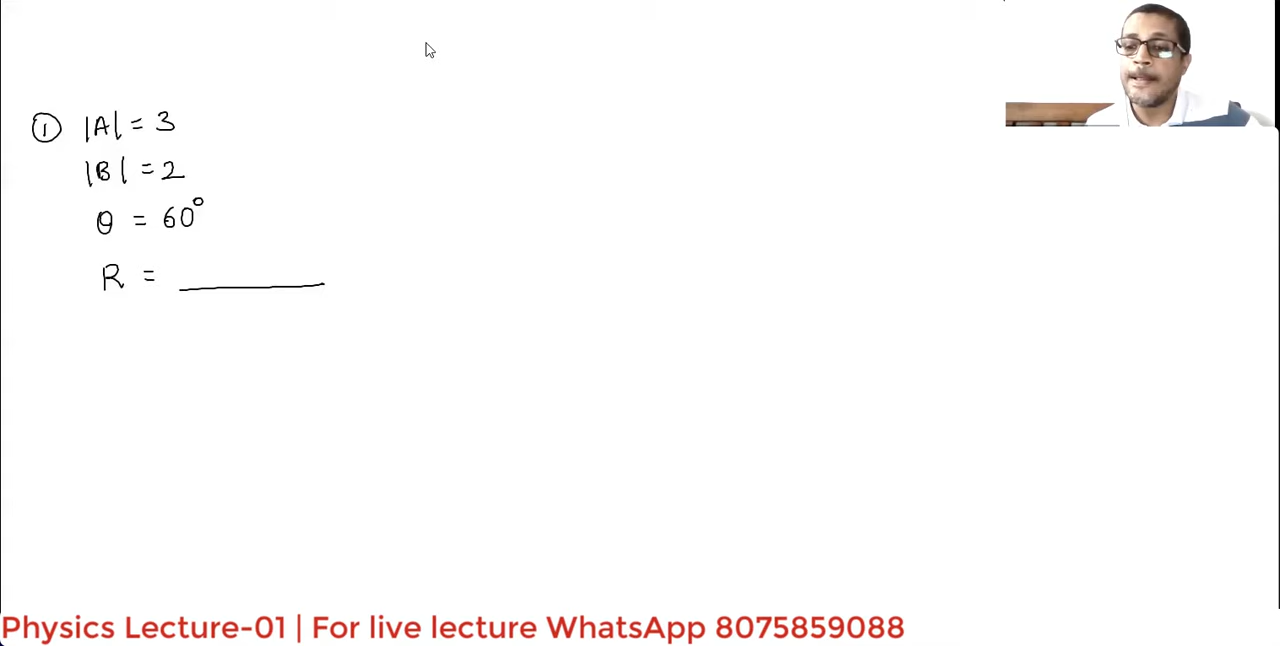 ① |A| = 3
|B| = 2
θ = 60°
R = ________
Physics Lecture-01 | For live lecture WhatsApp 8075859088